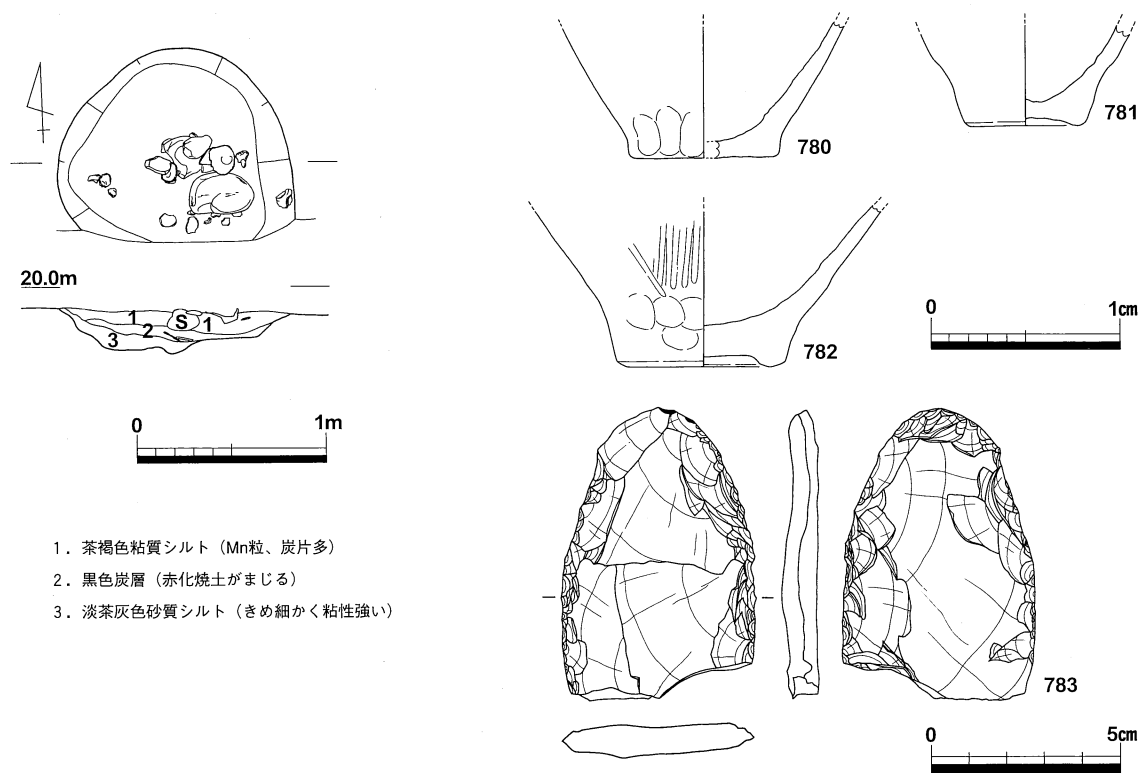 20.0m
1
S
1
2
3
0 1m
1．茶褐色粘質シルト（Mn粒、炭片多）
2．黒色炭層（赤化焼土がまじる）
3．淡茶灰色砂質シルト（きめ細かく粘性強い）
780
781
782
0 1cm
783
0 5cm